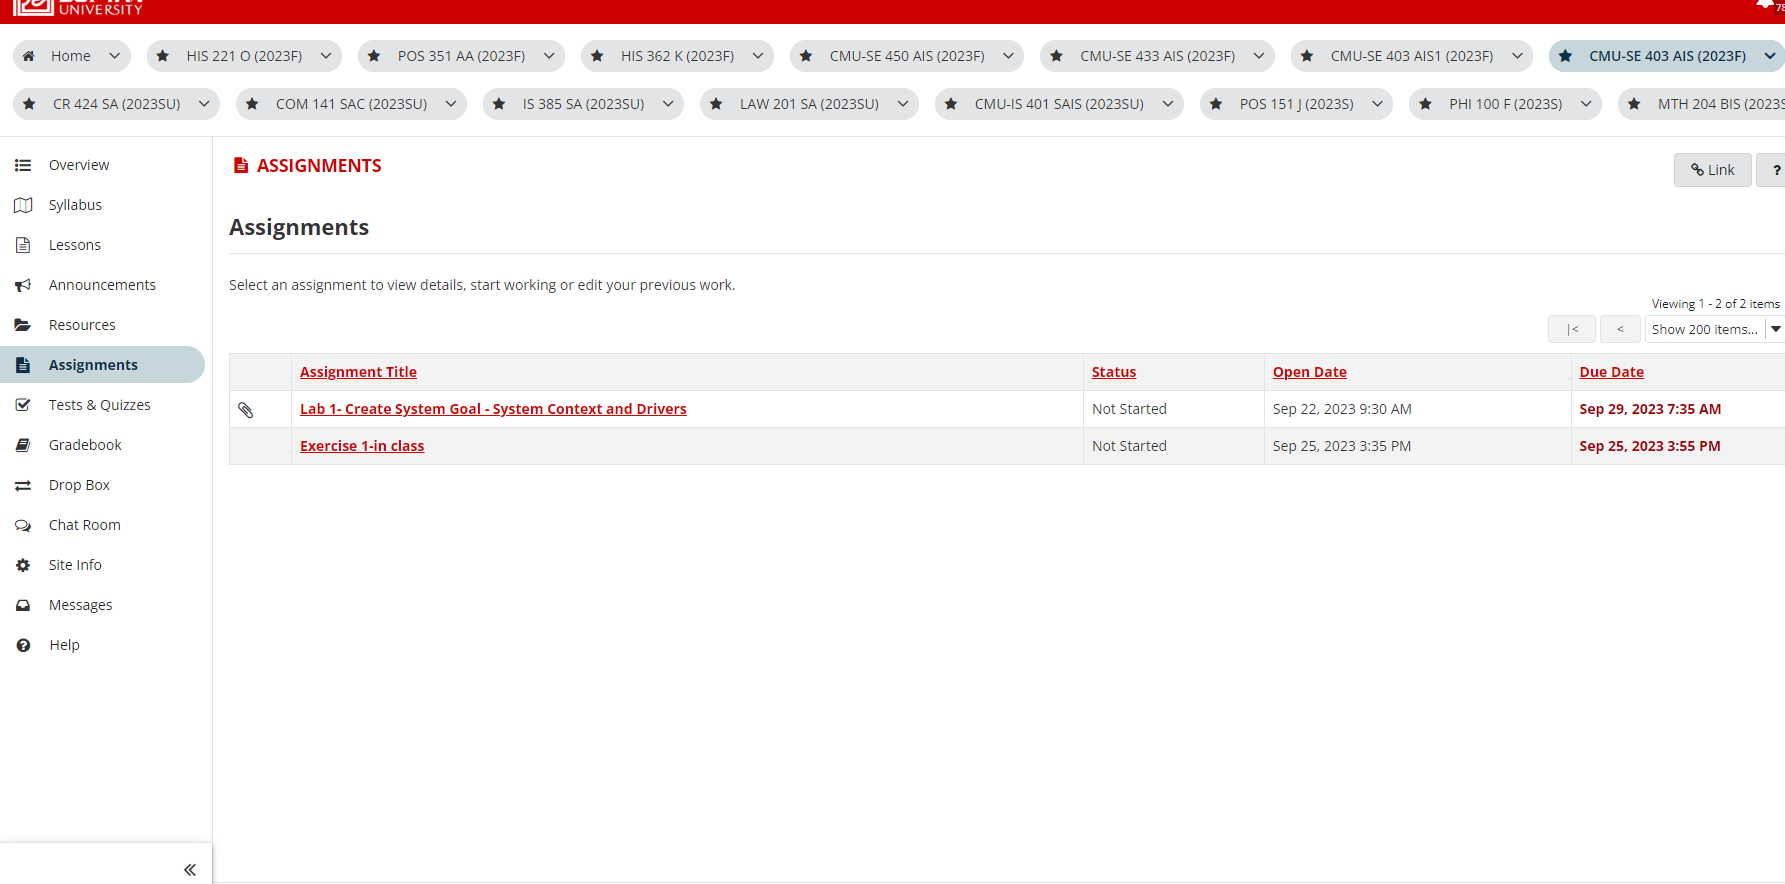 UNIVERSITY
78
Home
HIS 221 O (2023F)
POS 351 AA (2023F)
HIS 362 K (2023F)
CMU-SE 450 AIS (2023F)
CMU-SE 433 AIS (2023F)
CMU-SE 403 AIS1 (2023F)
CMU-SE 403 AIS (2023F)
CR 424 SA (2023SU)
COM 141 SAC (2023SU)
IS 385 SA (2023SU)
LAW 201 SA (2023SU)
CMU-IS 401 SAIS (2023SU)
POS 151 J (2023S)
PHI 100 F (2023S)
MTH 204 BIS (2023S
Overview
Syllabus
Lessons
Announcements
Resources
Assignments
Tests & Quizzes
Gradebook
Drop Box
Chat Room
Site Info
Messages
Help
«
ASSIGNMENTS
Link
?
Assignments
Select an assignment to view details, start working or edit your previous work.
Viewing 1 - 2 of 2 items
|<
<
Show 200 items...
Assignment Title Status Open Date Due Date
Lab 1- Create System Goal - System Context and Drivers Not Started Sep 22, 2023 9:30 AM Sep 29, 2023 7:35 AM
Exercise 1-in class Not Started Sep 25, 2023 3:35 PM Sep 25, 2023 3:55 PM